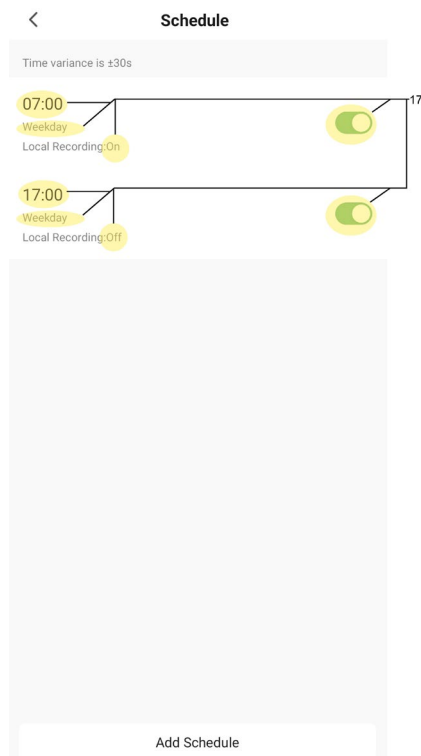 Schedule
Time variance is ±30s
07:00
17
Weekday
Local Recording:On
17:00
Weekday
Local Recording:Off
Add Schedule